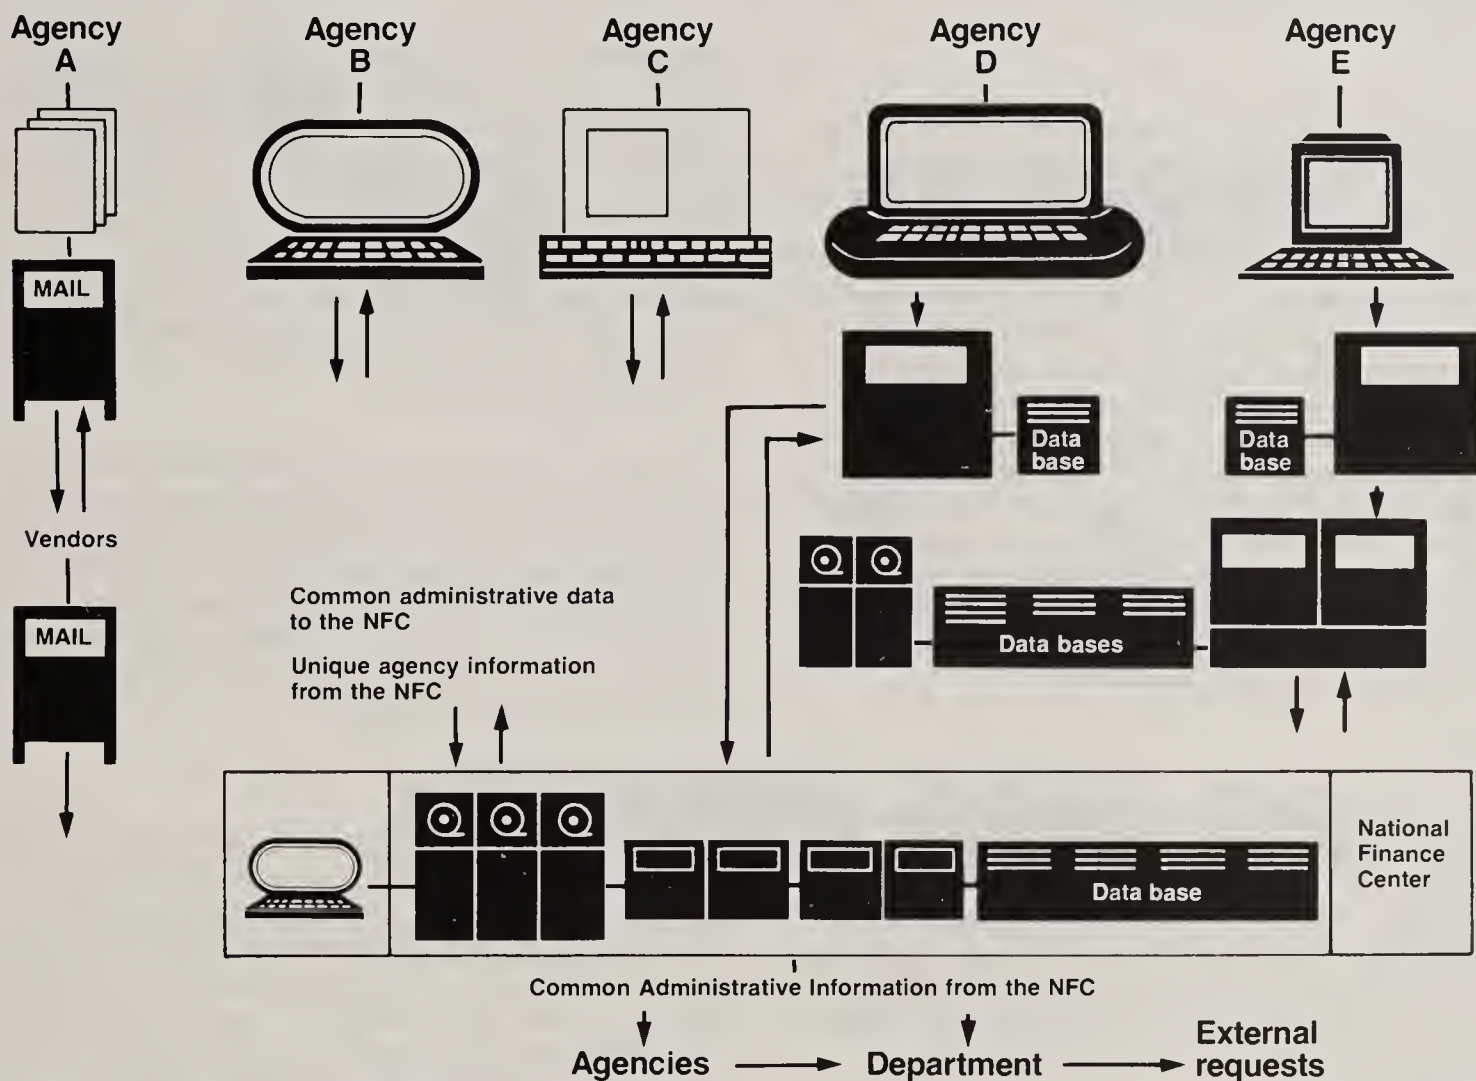 Agency
A
Agency
B
Agency
C
Agency
D
Agency
E
MAIL
Data
base
Data
base
Vendors
Common administrative data
to the NFC
Unique agency information
from the NFC
MAIL
Data bases
National
Finance
Center
Data base
Common Administrative Information from the NFC
Agencies
Department
External
requests